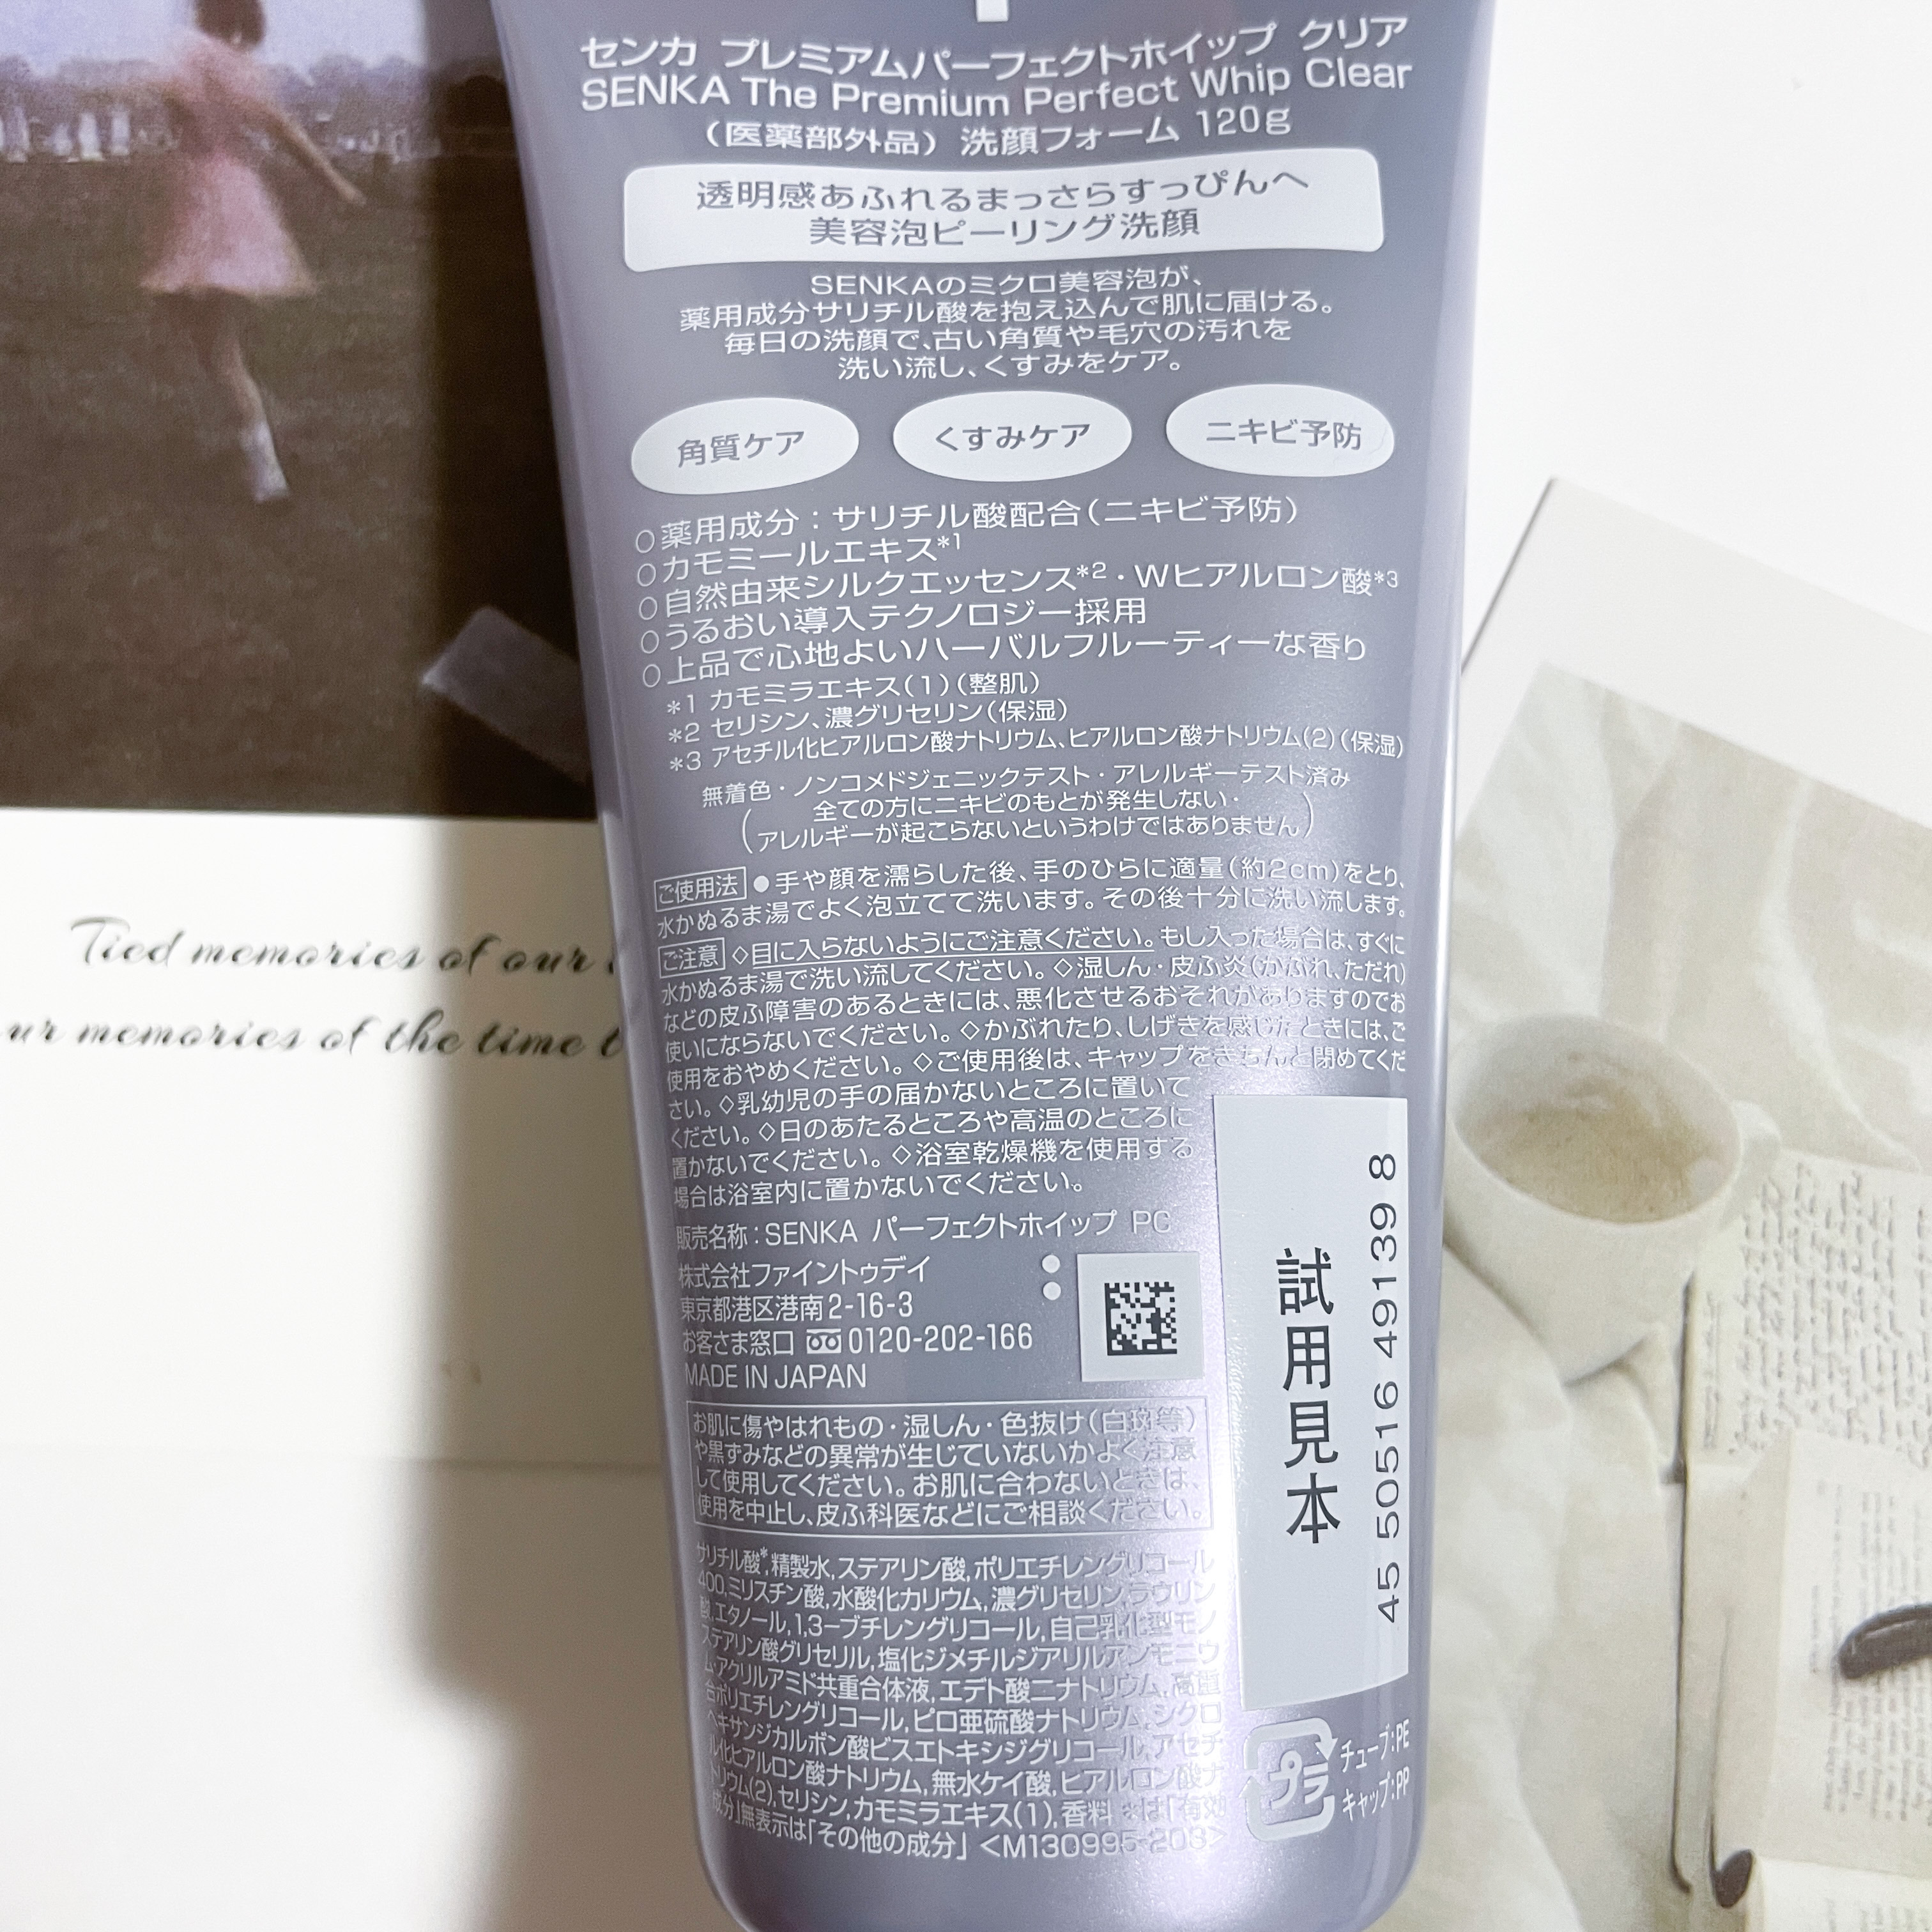 センカ プレミアムパーフェクトホイップ クリア
SENKA The Premium Perfect Whip Clear
（医薬部外品）洗顔フォーム 120g
透明感あふれるまっさらすっぴんへ
美容泡ピーリング洗顔
SENKAのミクロ美容泡が、
薬用成分サリチル酸を抱え込んで肌に届ける。
毎日の洗顔で、古い角質や毛穴の汚れを
洗い流し、くすみをケア。
角質ケア くすみケア ニキビ予防
○薬用成分：サリチル酸配合（ニキビ予防）
○カモミールエキス*1
○自然由来シルクエッセンス*2・Wヒアルロン酸*3
○うるおい導入テクノロジー採用
○上品で心地よいハーバルフルーティーな香り
*1 カモミラエキス（1）（整肌）
*2 セリシン、濃グリセリン（保湿）
*3 アセチル化ヒアルロン酸ナトリウム、ヒアルロン酸ナトリウム(2)（保湿）
無着色・ノンコメドジェニックテスト・アレルギーテスト済み
（全ての方にニキビのもとが発生しない・
アレルギーが起こらないというわけではありません）
ご使用法 ●手や顔を濡らした後、手のひらに適量（約2cm）をとり、
水かぬるま湯でよく泡立てて洗います。その後十分に洗い流します。
ご注意 ◇目に入らないようにご注意ください。もし入った場合は、すぐに
水かぬるま湯で洗い流してください。◇湿しん・皮ふ炎（かぶれ、ただれ）
などの皮ふ障害のあるときには、悪化させるおそれがありますのでお
使いにならないでください。◇かぶれたり、しげきを感じたときには、ご
使用をおやめください。◇ご使用後は、キャップをきちんと閉めてくだ
さい。◇乳幼児の手の届かないところに置いて
ください。◇日のあたるところや高温のところに
置かないでください。◇浴室乾燥機を使用する
場合は浴室内に置かないでください。
販売名称：SENKA パーフェクトホイップ PC
株式会社ファイントゥデイ
東京都港区港南2-16-3
お客さま窓口 0120-202-166
MADE IN JAPAN
お肌に傷やはれもの・湿しん・色抜け（白斑等）
や黒ずみなどの異常が生じていないかよく注意
して使用してください。お肌に合わないときは、
使用を中止し、皮ふ科医などにご相談ください。
サリチル酸*,精製水,ステアリン酸,ポリエチレングリコール
400,ミリスチン酸,水酸化カリウム,濃グリセリン,ラウリン
酸,エタノール,1,3-ブチレングリコール,自己乳化型モノ
ステアリン酸グリセリル,塩化ジメチルジアリルアンモニウ
ム・アクリルアミド共重合体液,エデト酸二ナトリウム,高重
合ポリエチレングリコール,ピロ亜硫酸ナトリウム,シクロ
ヘキサンジカルボン酸ビスエトキシジグリコール,アセチ
ル化ヒアルロン酸ナトリウム,無水ケイ酸,ヒアルロン酸ナ
トリウム(2),セリシン,カモミラエキス(1),香料 *は「有効
成分」無表示は「その他の成分」 <M130995-203>
試用見本
45 50516 49139 8
プラ
チューブ：PE
キャップ：PP
Tied memories of our
ur memories of the time